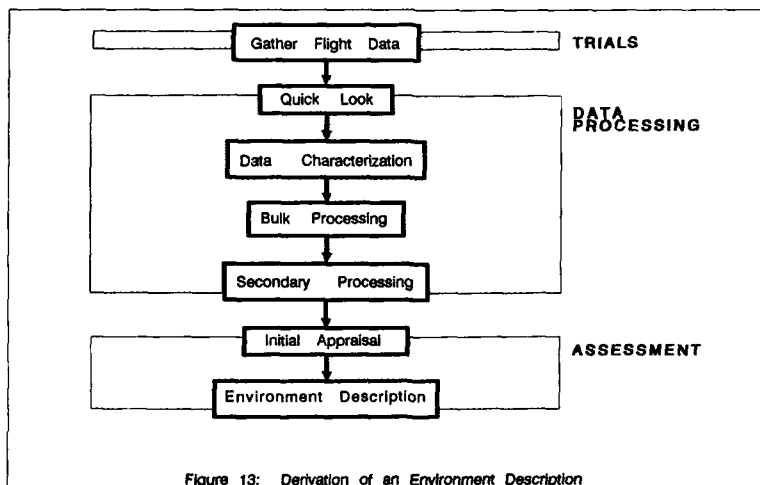 Gather Flight Data
TRIALS
Quick Look
DATA
PROCESSING
Data Characterization
Bulk Processing
Secondary Processing
Initial Appraisal
ASSESSMENT
Environment Description
Figure 13: Derivation of an Environment Description